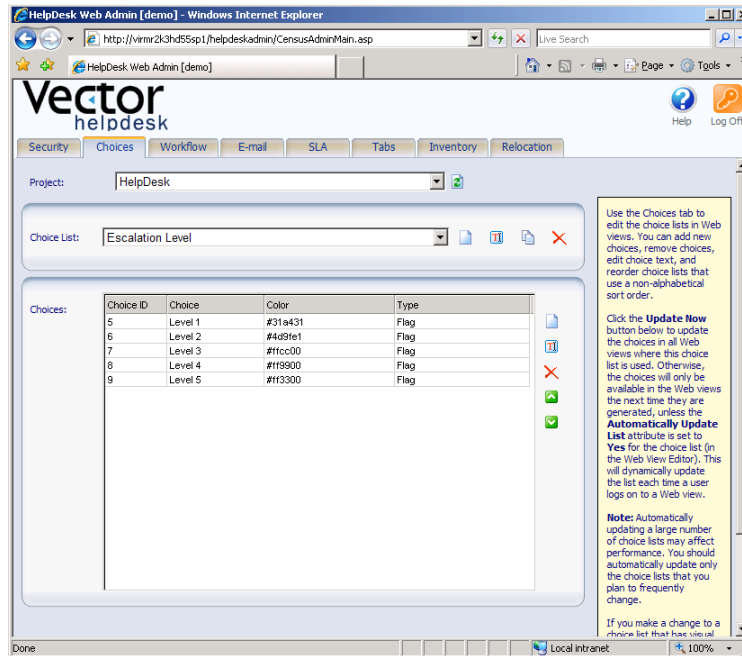 HelpDesk Web Admin [demo] - Windows Internet Explorer
http://virmr2k3hd55sp1/helpdeskadmin/CensusAdminMain.asp
Live Search
HelpDesk Web Admin [demo]
Page
Tools
Vector
helpdesk
Help
Log Off
Security
Choices
Workflow
E-mail
SLA
Tabs
Inventory
Relocation
Project:
HelpDesk
Choice List:
Escalation Level
Choices:
Choice ID Choice Color Type
5 Level 1 #31a431 Flag
6 Level 2 #4d9fe1 Flag
7 Level 3 #ffcc00 Flag
8 Level 4 #ff9900 Flag
9 Level 5 #ff3300 Flag
Use the Choices tab to
edit the choice lists in Web
views. You can add new
choices, remove choices,
edit choice text, and
reorder choice lists that
use a non-alphabetical
sort order.
Click the Update Now
button below to update
the choices in all Web
views where this choice
list is used. Otherwise,
the choices will only be
available in the Web views
the next time they are
generated, unless the
Automatically Update
List attribute is set to
Yes for the choice list (in
the Web View Editor). This
will dynamically update
the list each time a user
logs on to a Web view.
Note: Automatically
updating a large number
of choice lists may affect
performance. You should
automatically update only
the choice lists that you
plan to frequently
change.
If you make a change to a
choice list that has visual
Done
Local intranet
100%